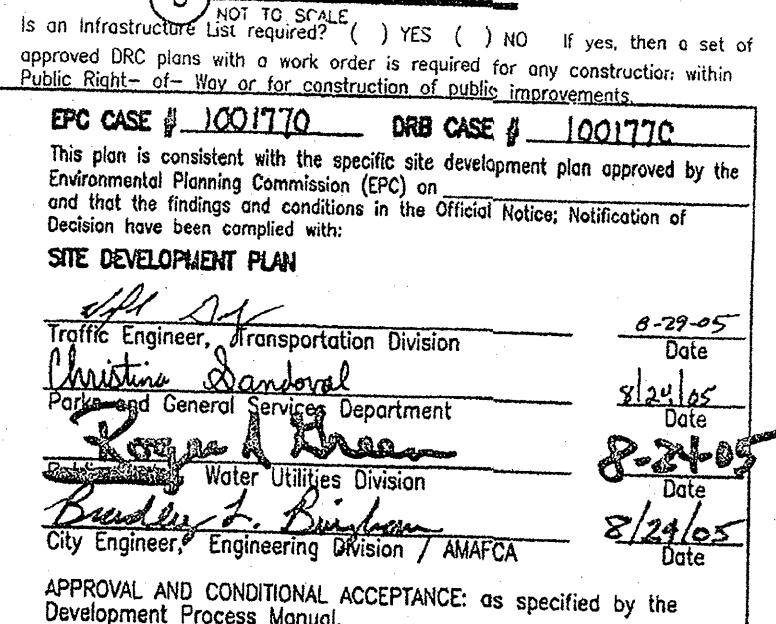 NOT TO SCALE
Is an Infrastructure List required? ( ) YES ( ) NO If yes, then a set of
approved DRC plans with a work order is required for any construction within
Public Right- of- Way or for construction of public improvements.
EPC CASE # 1001770 DRB CASE # 1001770
This plan is consistent with the specific site development plan approved by the
Environmental Planning Commission (EPC) on
and that the findings and conditions in the Official Notice; Notification of
Decision have been complied with:
SITE DEVELOPMENT PLAN
8-29-05
Traffic Engineer, Transportation Division Date
Christina Sandoval 8/24/05
Parks and General Services Department Date
Green 8-24-05
Water Utilities Division Date
Bradley L. Bingham 8/24/05
City Engineer, Engineering Division / AMAFCA Date
APPROVAL AND CONDITIONAL ACCEPTANCE: as specified by the
Development Process Manual.